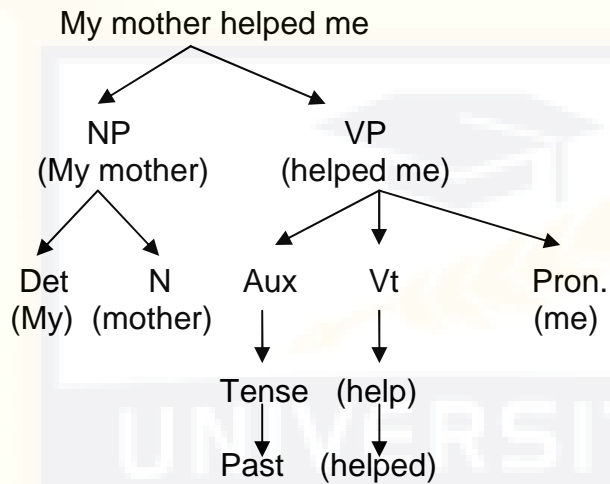 My mother helped me
NP VP
(My mother) (helped me)
Det N Aux Vt Pron.
(My) (mother) (me)
Tense (help)
Past (helped)
UNIVERSIT